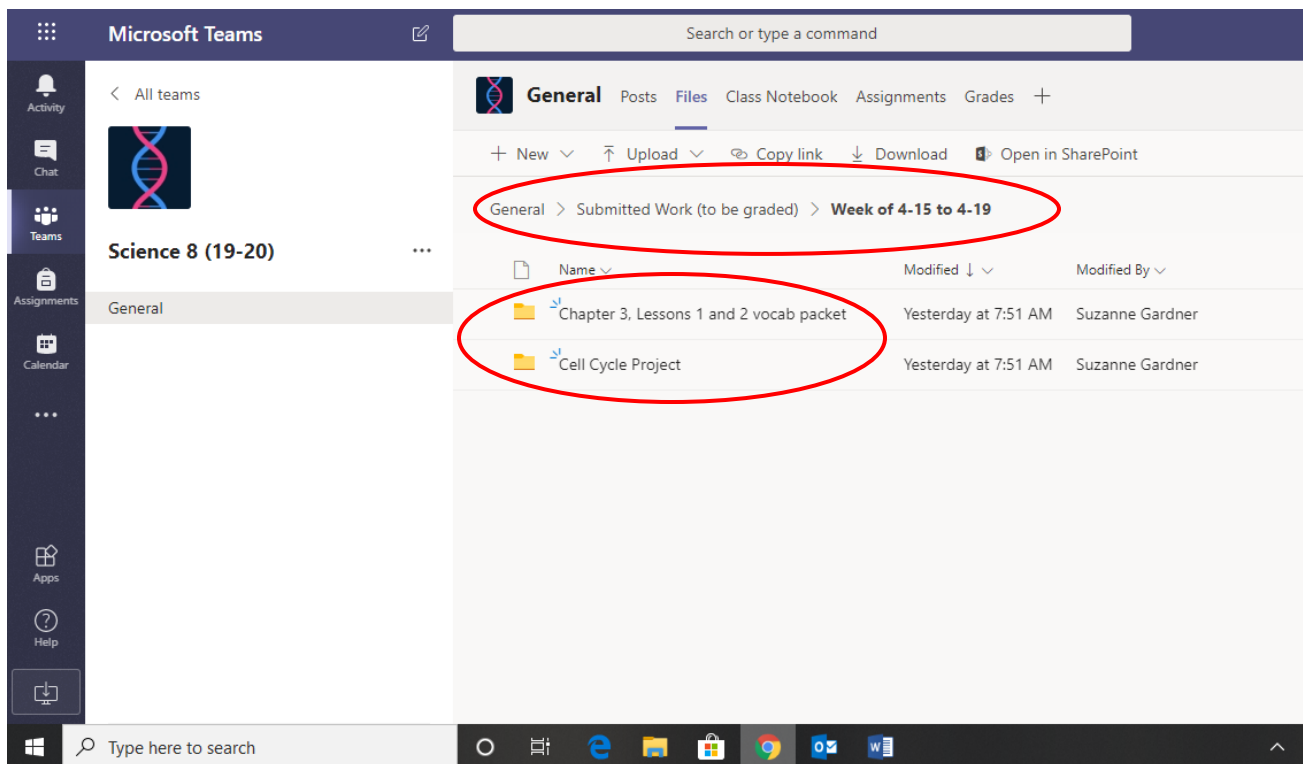 Microsoft Teams
Search or type a command
Activity
Chat
Teams
Assignments
Calendar
Apps
Help
All teams
Science 8 (19-20)
General
General Posts Files Class Notebook Assignments Grades
New Upload Copy link Download Open in SharePoint
General > Submitted Work (to be graded) > Week of 4-15 to 4-19
Name Modified Modified By
Chapter 3, Lessons 1 and 2 vocab packet Yesterday at 7:51 AM Suzanne Gardner
Cell Cycle Project Yesterday at 7:51 AM Suzanne Gardner
Type here to search